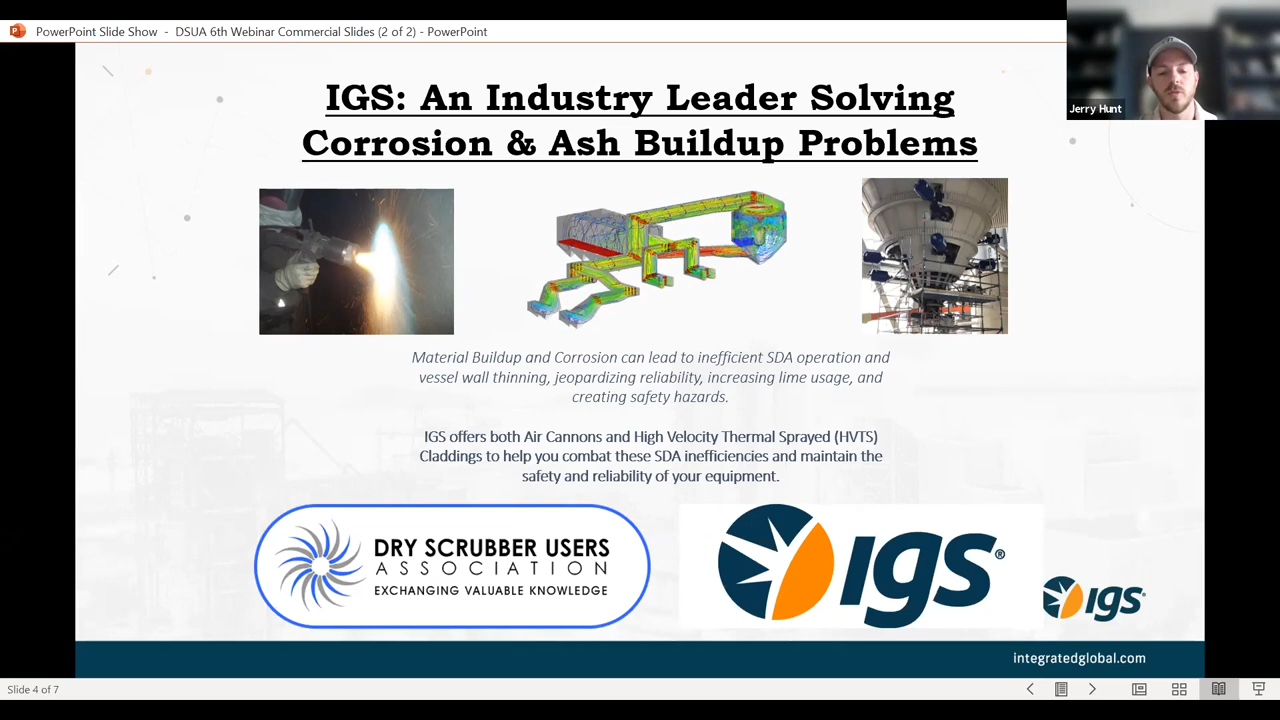 PowerPoint Slide Show - DSUA 6th Webinar Commercial Slides (2 of 2) - PowerPoint
Jerry Hunt
IGS: An Industry Leader Solving
Corrosion & Ash Buildup Problems
Material Buildup and Corrosion can lead to inefficient SDA operation and
vessel wall thinning, jeopardizing reliability, increasing lime usage, and
creating safety hazards.
IGS offers both Air Cannons and High Velocity Thermal Sprayed (HVTS)
Claddings to help you combat these SDA inefficiencies and maintain the
safety and reliability of your equipment.
DRY SCRUBBER USERS
ASSOCIATION
EXCHANGING VALUABLE KNOWLEDGE
IGS®
IGS
integratedglobal.com
Slide 4 of 7